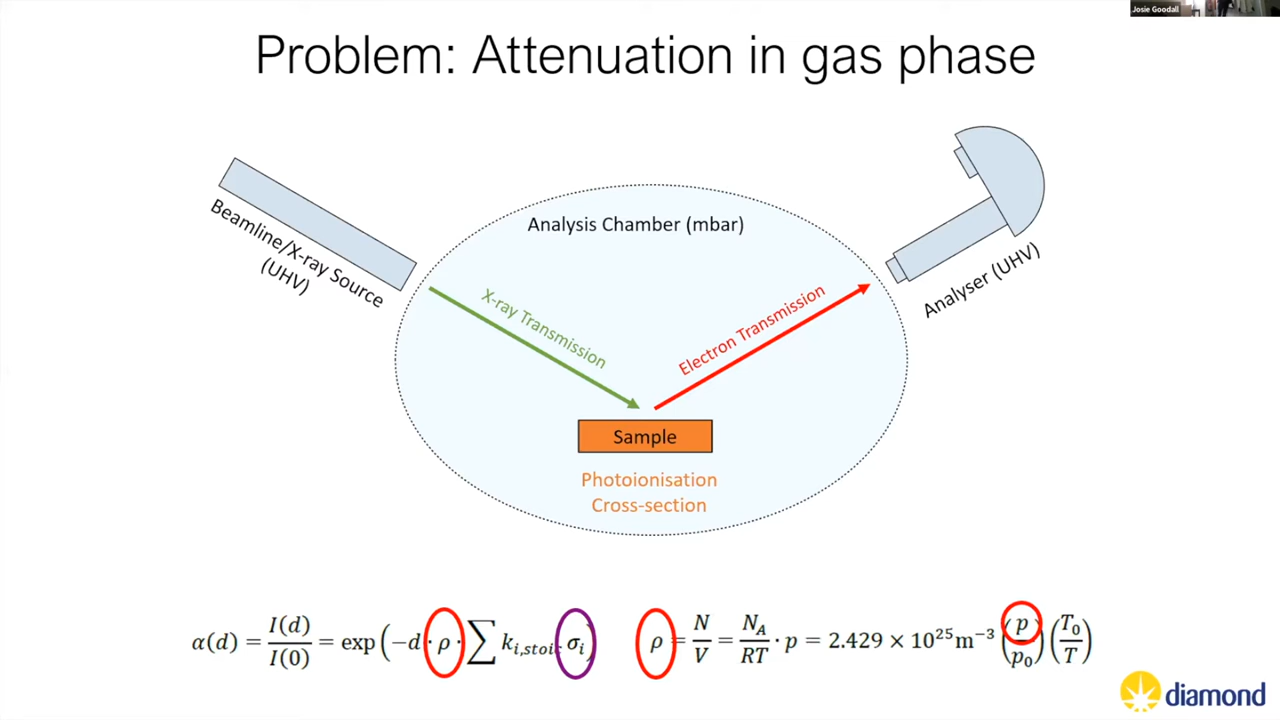 Josie Goodall
Problem: Attenuation in gas phase
Beamline/X-ray Source
(UHV)
Analysis Chamber (mbar)
Analyser (UHV)
X-ray Transmission
Electron Transmission
Sample
Photoionisation
Cross-section
α(d) = I(d)/I(0) = exp(−d · ρ · ∑ k_{i,stoic} σ_i)
ρ = N/V = N_A/RT · p = 2.429 × 10^25 m^−3 (p/p_0)(T_0/T)
diamond